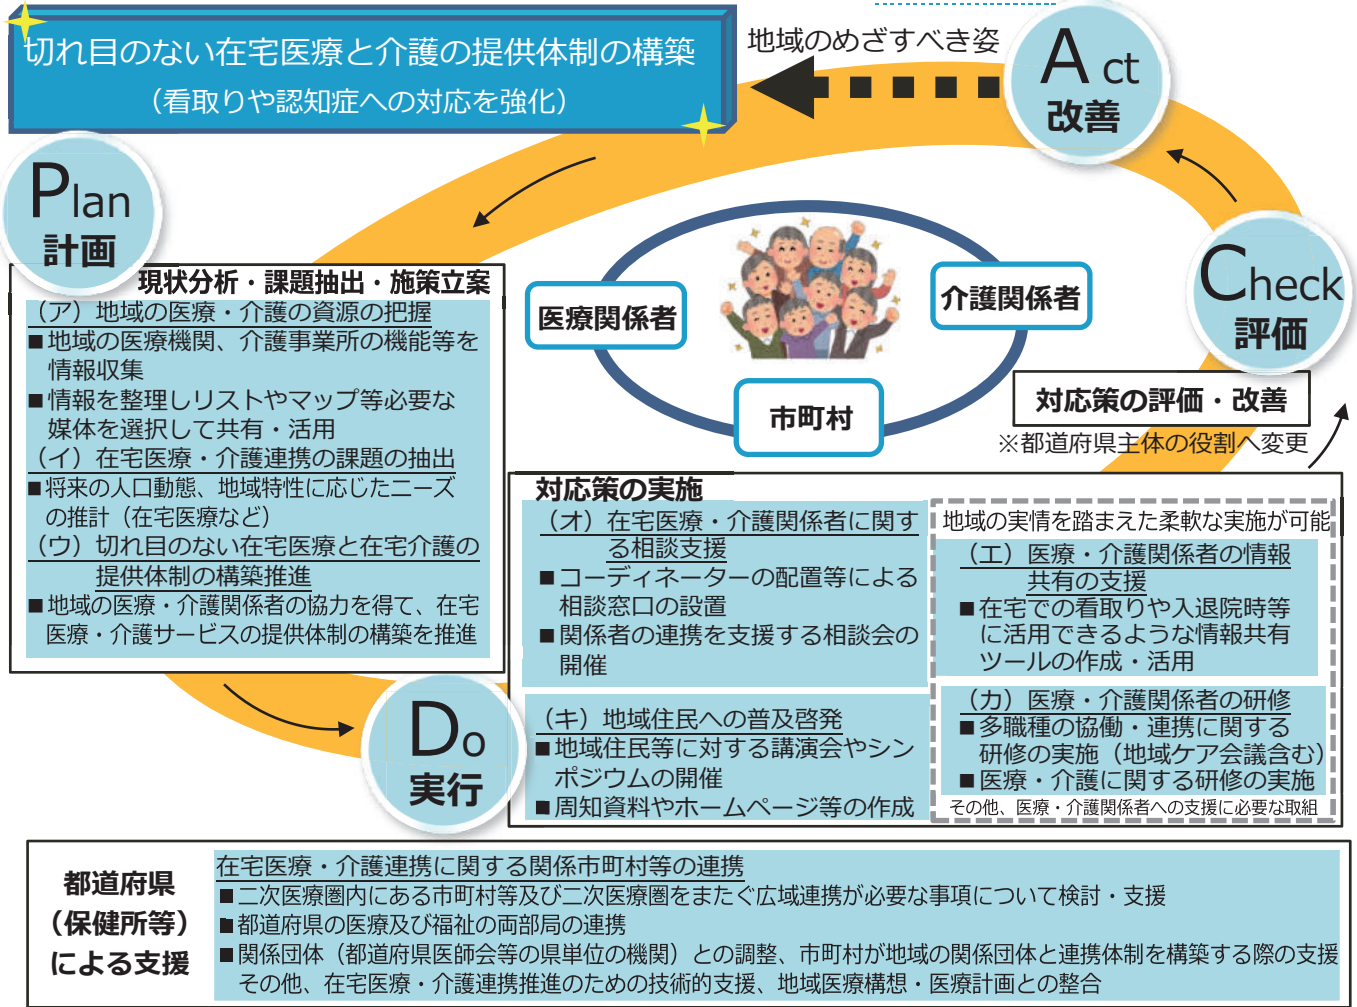 切れ目のない在宅医療と介護の提供体制の構築
（看取りや認知症への対応を強化）
地域のめざすべき姿
Act
改善
Plan
計画
現状分析・課題抽出・施策立案
（ア）地域の医療・介護の資源の把握
■地域の医療機関、介護事業所の機能等を
情報収集
■情報を整理しリストやマップ等必要な
媒体を選択して共有・活用
（イ）在宅医療・介護連携の課題の抽出
■将来の人口動態、地域特性に応じたニーズ
の推計（在宅医療など）
（ウ）切れ目のない在宅医療と在宅介護の
提供体制の構築推進
■地域の医療・介護関係者の協力を得て、在宅
医療・介護サービスの提供体制の構築を推進
医療関係者
介護関係者
市町村
Check
評価
対応策の評価・改善
※都道府県主体の役割へ変更
Do
実行
対応策の実施
（オ）在宅医療・介護関係者に関す
る相談支援
■コーディネーターの配置等による
相談窓口の設置
■関係者の連携を支援する相談会の
開催
（キ）地域住民への普及啓発
■地域住民等に対する講演会やシン
ポジウムの開催
■周知資料やホームページ等の作成
地域の実情を踏まえた柔軟な実施が可能
（エ）医療・介護関係者の情報
共有の支援
■在宅での看取りや入退院時等
に活用できるような情報共有
ツールの作成・活用
（カ）医療・介護関係者の研修
■多職種の協働・連携に関する
研修の実施（地域ケア会議含む）
■医療・介護に関する研修の実施
その他、医療・介護関係者への支援に必要な取組
都道府県
（保健所等）
による支援
在宅医療・介護連携に関する関係市町村等の連携
■二次医療圏内にある市町村等及び二次医療圏をまたぐ広域連携が必要な事項について検討・支援
■都道府県の医療及び福祉の両部局の連携
■関係団体（都道府県医師会等の県単位の機関）との調整、市町村が地域の関係団体と連携体制を構築する際の支援
その他、在宅医療・介護連携推進のための技術的支援、地域医療構想・医療計画との整合